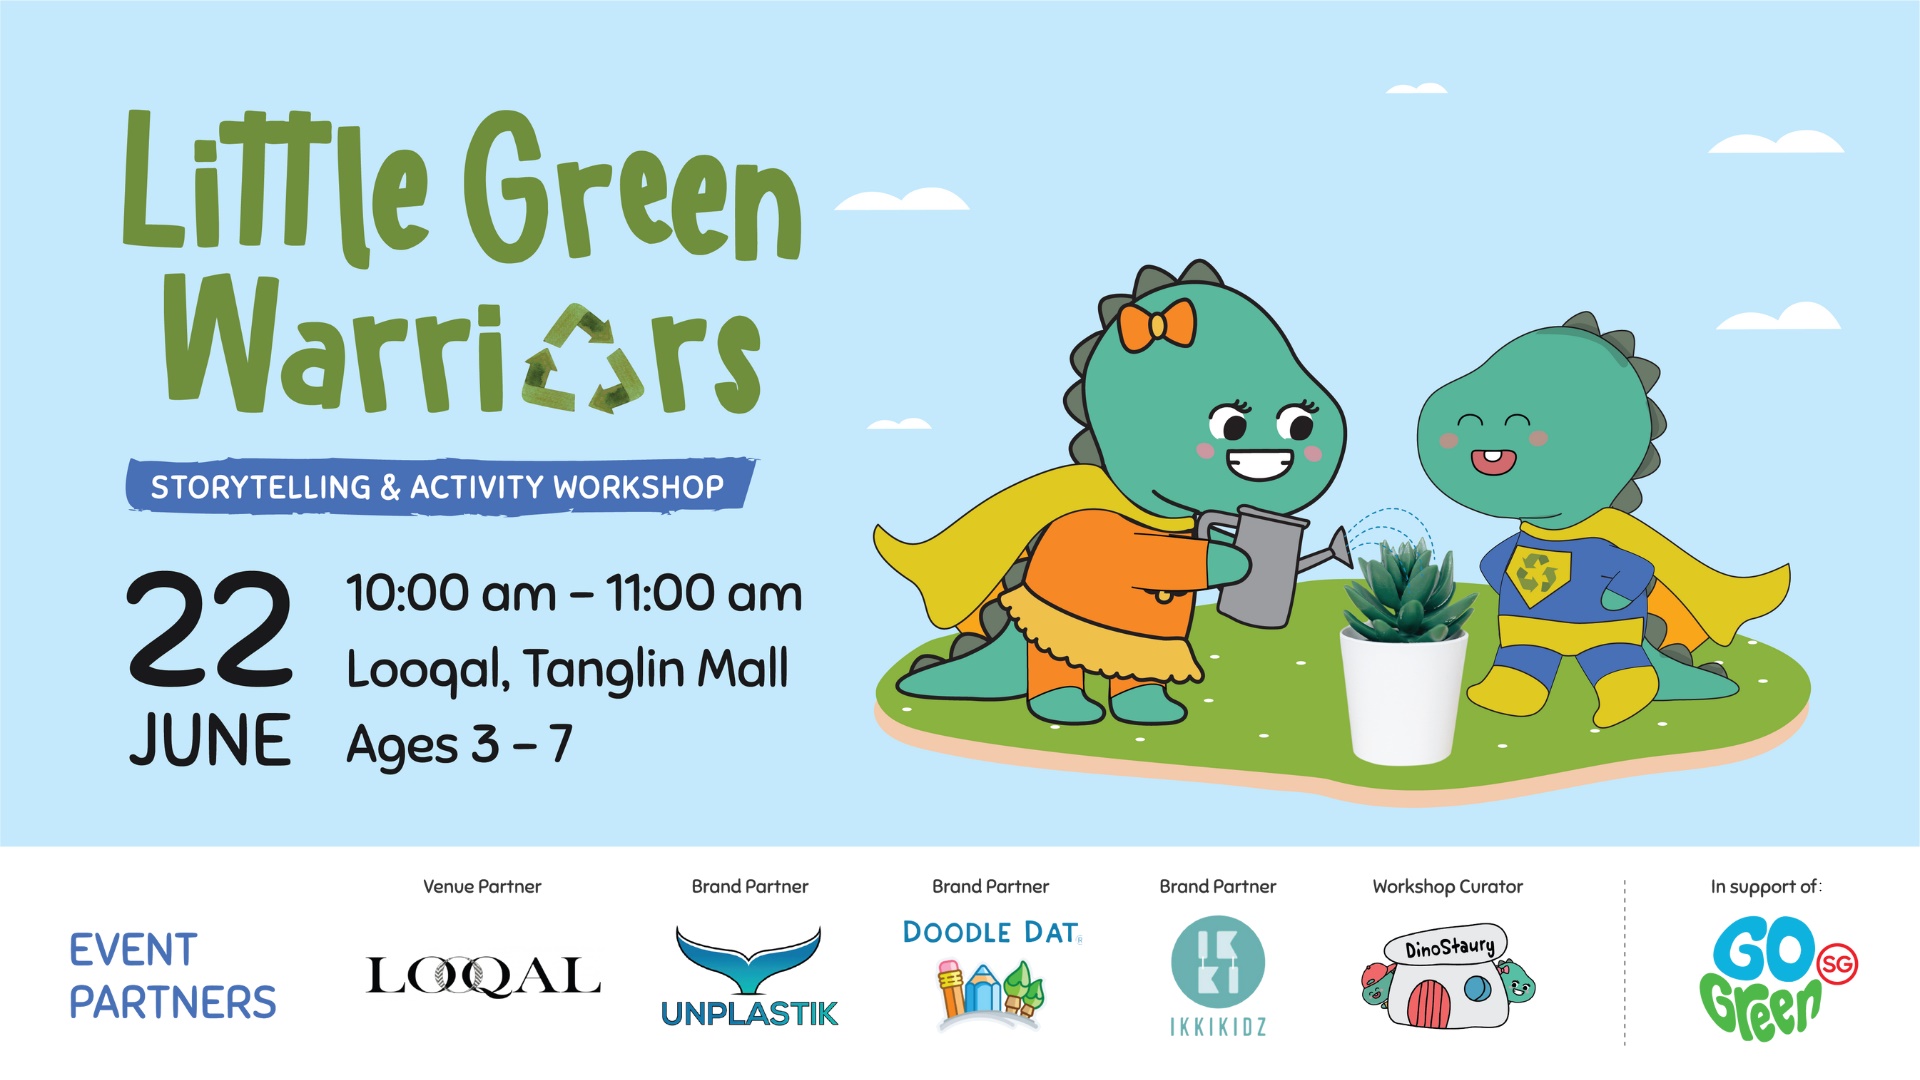 Little Green
Warriors
STORYTELLING & ACTIVITY WORKSHOP
22
JUNE
10:00 am – 11:00 am
Looqal, Tanglin Mall
Ages 3 – 7
EVENT
PARTNERS
Venue Partner
LOOQAL
Brand Partner
UNPLASTIK
Brand Partner
DOODLE DAT
Brand Partner
IKKI
IKKIKIDZ
Workshop Curator
DinoStaury
In support of:
GO
SG
Green